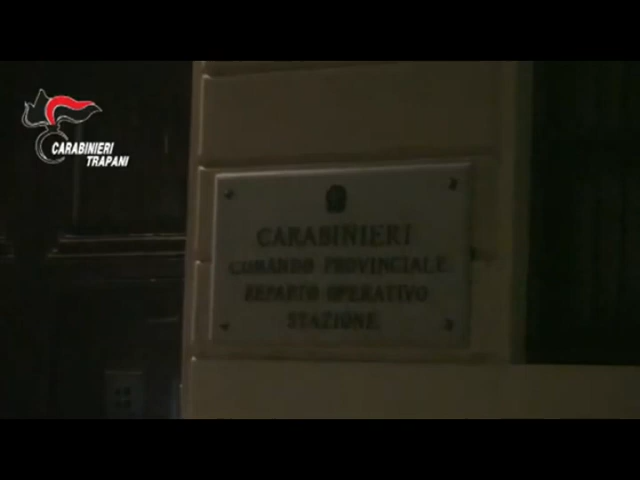 CARABINIERI
TRAPANI
CARABINIERI
COMANDO PROVINCIALE
REPARTO OPERATIVO
STAZIONE